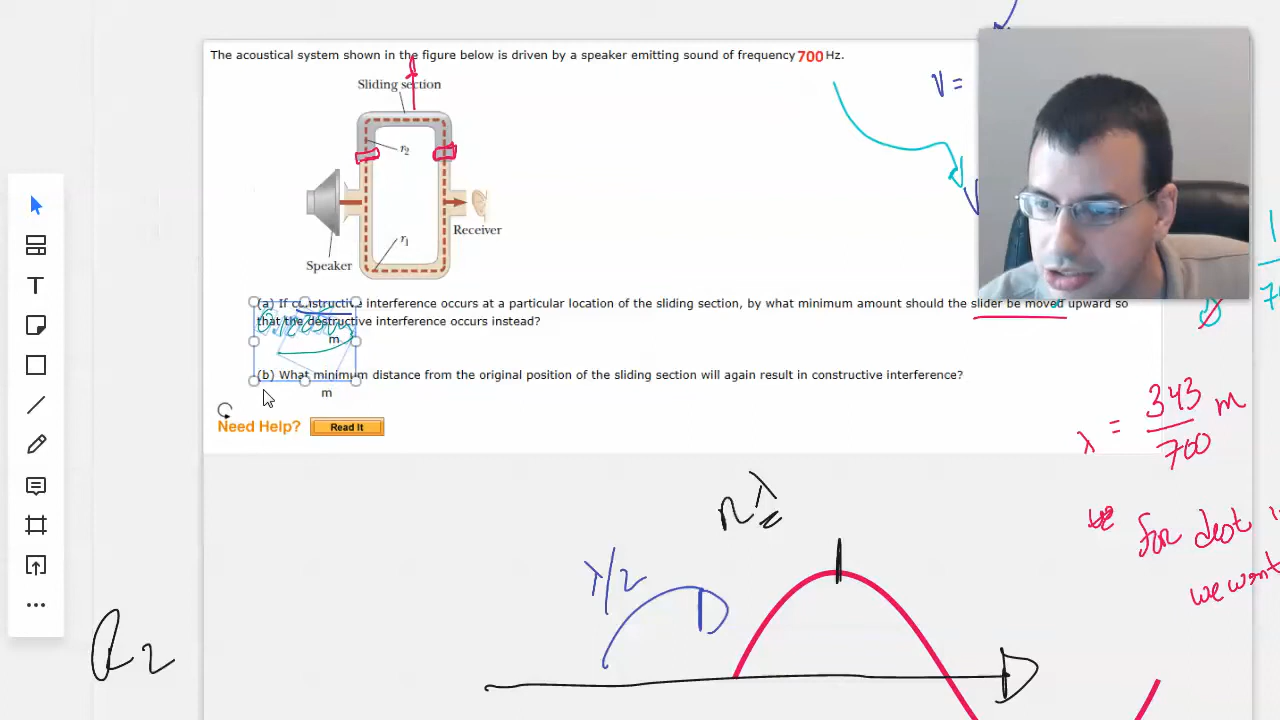 The acoustical system shown in the figure below is driven by a speaker emitting sound of frequency 700 Hz.
V =
Sliding section
r2
V
Receiver
r1
Speaker
(a) If constructive interference occurs at a particular location of the sliding section, by what minimum amount should the slider be moved upward so
that the destructive interference occurs instead?
m
(b) What minimum distance from the original position of the sliding section will again result in constructive interference?
m
Need Help? Read It
T
λ = 343/700 m
nλ
For dest
we want
λ/2